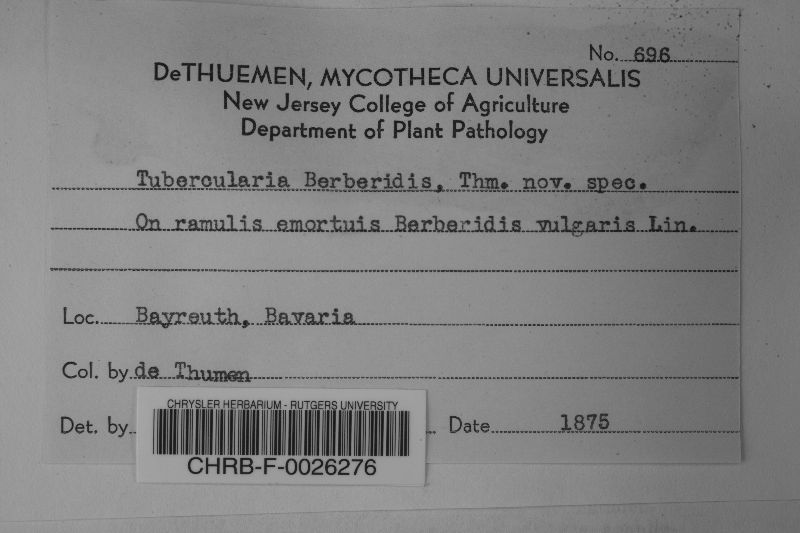 No. 696
DeTHUEMEN, MYCOTHECA UNIVERSALIS
New Jersey College of Agriculture
Department of Plant Pathology
Tubercularia Berberidis, Thm. nov. spec.
On ramulis emortuis Berberidis vulgaris Lin.
Loc. Bayreuth, Bavaria
Col. by de Thumen
Det. by Date 1875
CHRYSLER HERBARIUM - RUTGERS UNIVERSITY
CHRB-F-0026276